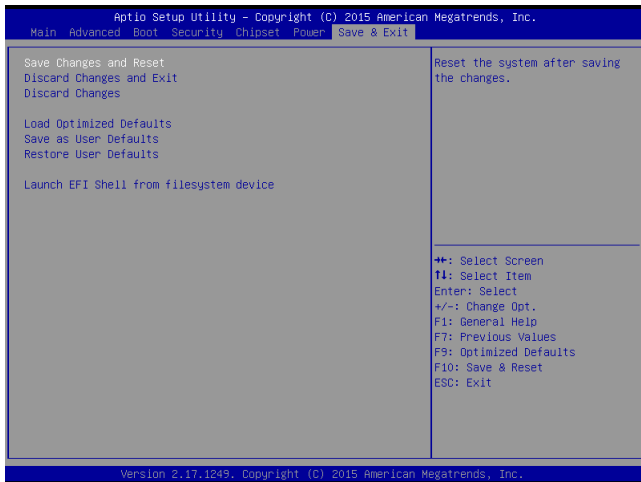 Aptio Setup Utility – Copyright (C) 2015 American Megatrends, Inc.
Main Advanced Boot Security Chipset Power Save & Exit
Save Changes and Reset
Discard Changes and Exit
Discard Changes
Load Optimized Defaults
Save as User Defaults
Restore User Defaults
Launch EFI Shell from filesystem device
Reset the system after saving
the changes.
→←: Select Screen
↑↓: Select Item
Enter: Select
+/-: Change Opt.
F1: General Help
F7: Previous Values
F9: Optimized Defaults
F10: Save & Reset
ESC: Exit
Version 2.17.1249. Copyright (C) 2015 American Megatrends, Inc.